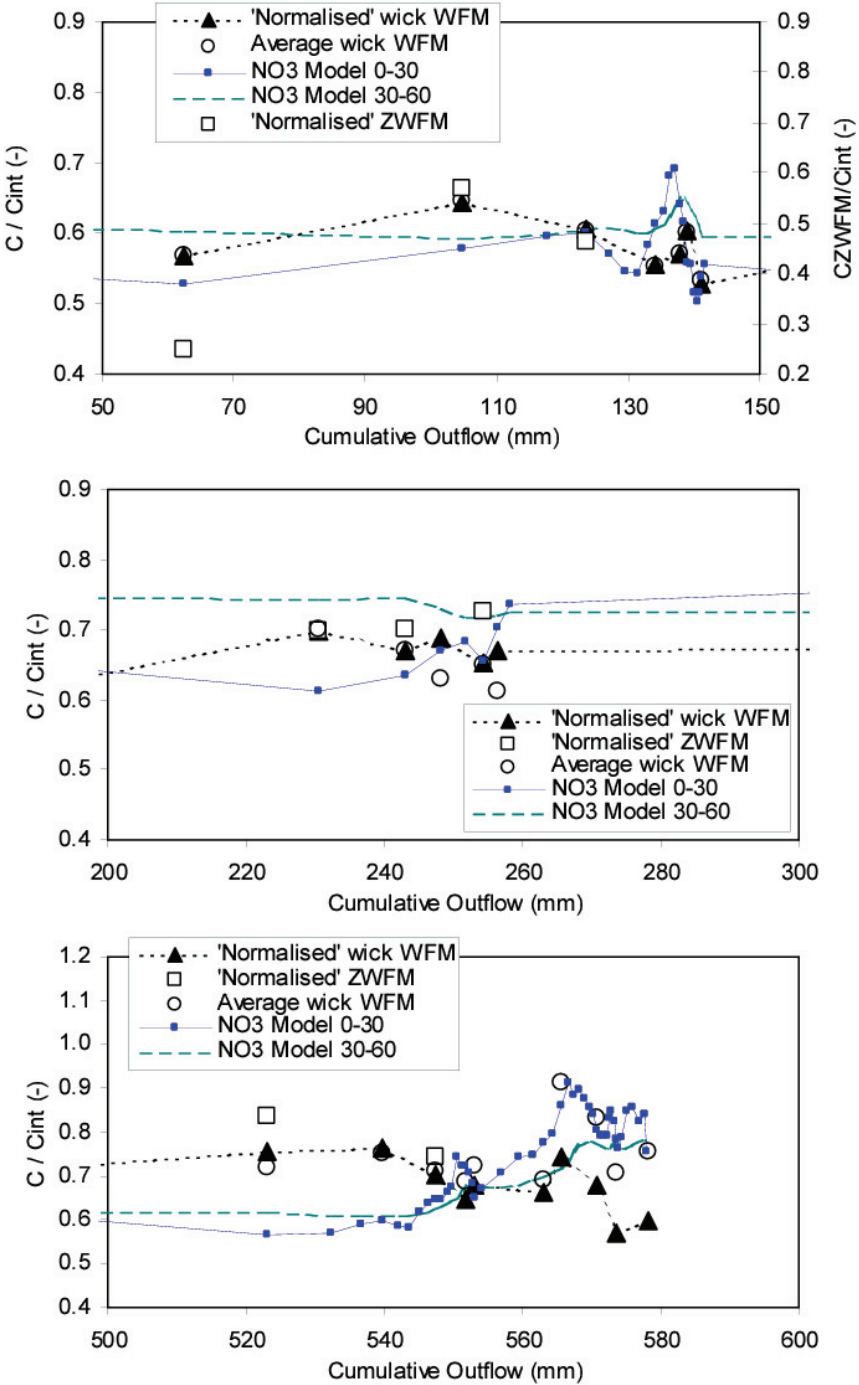 'Normalised' wick WFM
Average wick WFM
NO3 Model 0-30
NO3 Model 30-60
'Normalised' ZWFM
C / Cint (-)
0.9
0.8
0.7
0.6
0.5
0.4
CZWFM/Cint (-)
0.9
0.8
0.7
0.6
0.5
0.4
0.3
0.2
50 70 90 110 130 150
Cumulative Outflow (mm)
C / Cint (-)
0.9
0.8
0.7
0.6
0.5
0.4
'Normalised' wick WFM
'Normalised' ZWFM
Average wick WFM
NO3 Model 0-30
NO3 Model 30-60
200 220 240 260 280 300
Cumulative Outflow (mm)
C / Cint (-)
1.2
1.1
1.0
0.9
0.8
0.7
0.6
0.5
0.4
'Normalised' wick WFM
'Normalised' ZWFM
Average wick WFM
NO3 Model 0-30
NO3 Model 30-60
500 520 540 560 580 600
Cumulative Outflow (mm)